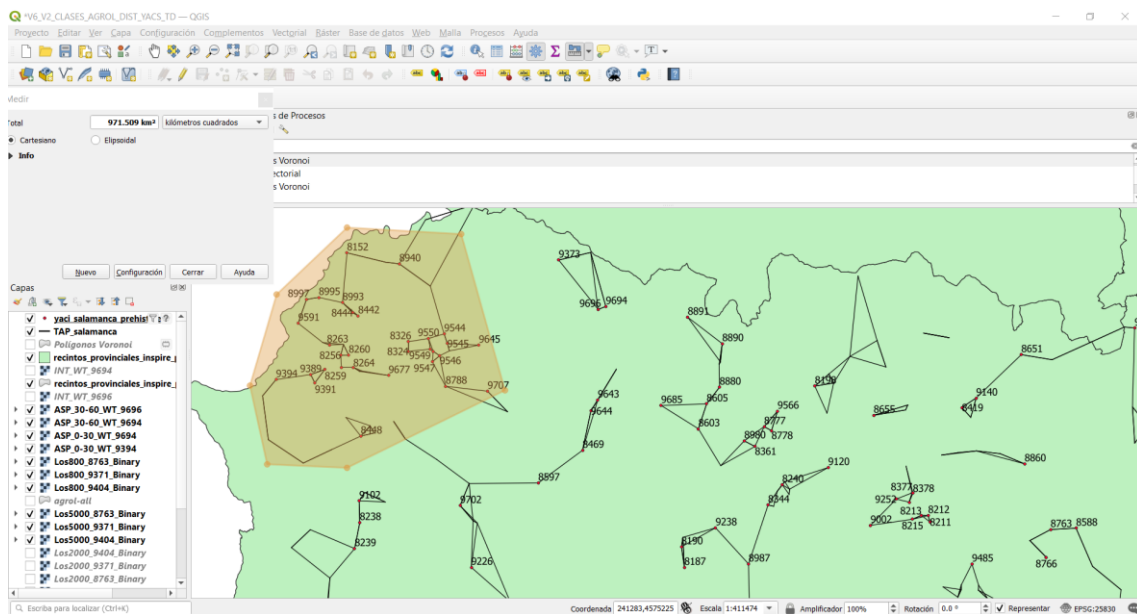 *V6_V2_CLASES_AGROL_DIST_YACS_TD — QGIS
Proyecto Editar Ver Capa Configuración Complementos Vectorial Ráster Base de datos Web Malla Procesos Ayuda
Medir
Total 971.509 km² kilómetros cuadrados
Cartesiano Elipsoidal
Info
Nuevo Configuración Cerrar Ayuda
s de Procesos
s Voronoi
ectorial
s Voronoi
Capas
yaci_salamanca_prehist
TAP_salamanca
Polígonos Voronoi
recintos_provinciales_inspire_p
INT_WT_9694
recintos_provinciales_inspire_p
INT_WT_9696
ASP_30-60_WT_9696
ASP_30-60_WT_9694
ASP_0-30_WT_9694
ASP_0-30_WT_9394
Los800_8763_Binary
Los800_9371_Binary
Los800_9404_Binary
agrol-all
Los5000_8763_Binary
Los5000_9371_Binary
Los5000_9404_Binary
Los2000_9404_Binary
Los2000_9371_Binary
Los2000_8763_Binary
8152
8940
9373
8997 8995
8993
9696 9694
8444 8442
9591
8891
8326 9550 9544
8263
8890
8260
8324 9549 9545 9645
8256
9546
8651
8264
9547
9389 8259
9394
9677
8788
8880
8198
9391
9707
9140
9643
9685 8605
9566
9644
8655
8419
8603
8777
8778
8448
8980
8469
8361
9120
8860
8597
8240
8377 8378
9102
9702
8344
9252
8238
8213 8212
9238
9002
8215 8211
8763 8588
8239
8190
8187
8987
9226
9485
8766
Escriba para localizar (Ctrl+K)
Coordenada 241283,4575225 Escala 1:411474 Amplificador 100% Rotación 0.0 ° Representar EPSG:25830